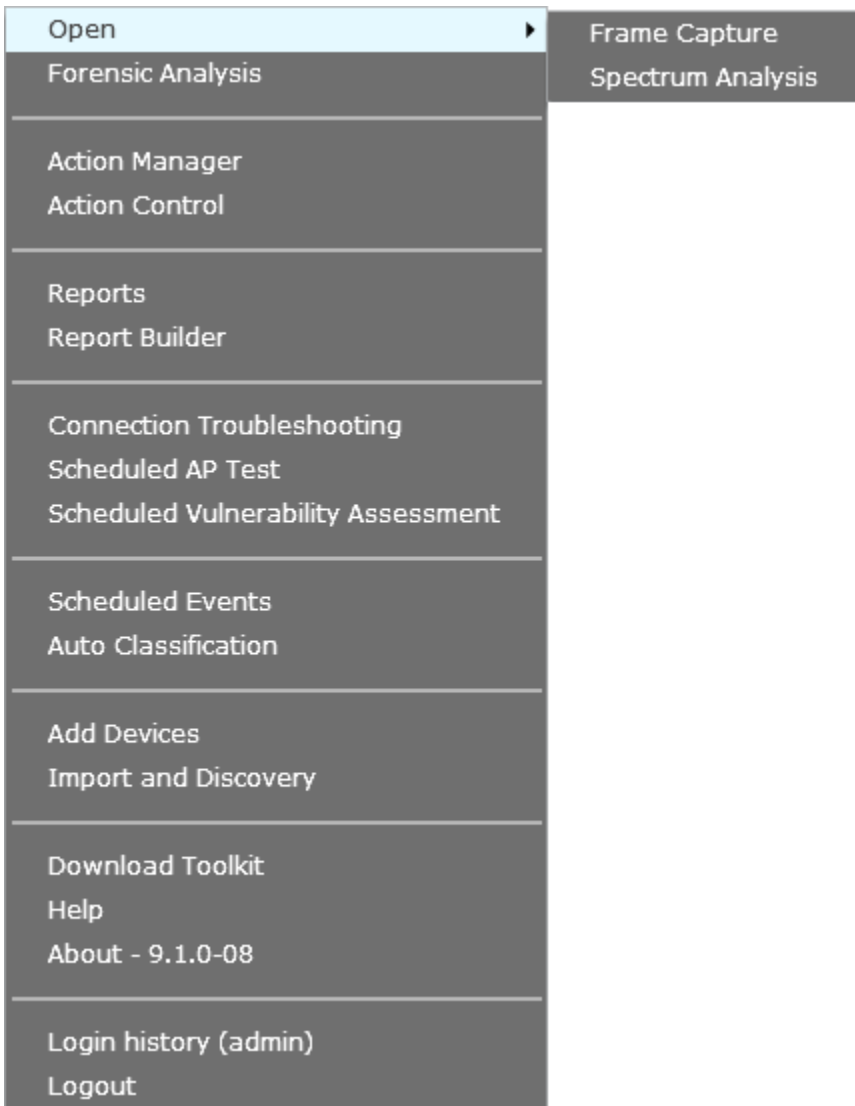 Open
Frame Capture
Spectrum Analysis
Forensic Analysis
Action Manager
Action Control
Reports
Report Builder
Connection Troubleshooting
Scheduled AP Test
Scheduled Vulnerability Assessment
Scheduled Events
Auto Classification
Add Devices
Import and Discovery
Download Toolkit
Help
About - 9.1.0-08
Login history (admin)
Logout